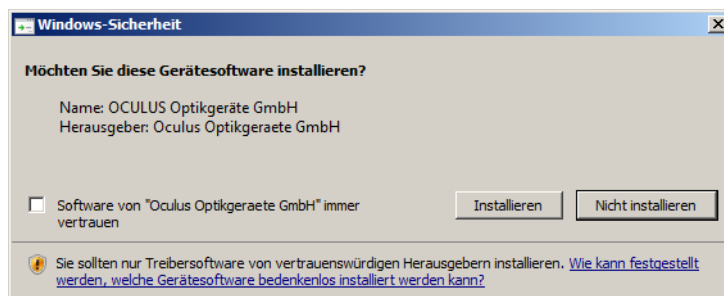 Windows-Sicherheit
Möchten Sie diese Gerätesoftware installieren?
Name: OCULUS Optikgeräte GmbH
Herausgeber: Oculus Optikgeraete GmbH
Software von "Oculus Optikgeraete GmbH" immer
vertrauen
Installieren
Nicht installieren
Sie sollten nur Treibersoftware von vertrauenswürdigen Herausgebern installieren. Wie kann festgestellt
werden, welche Gerätesoftware bedenkenlos installiert werden kann?